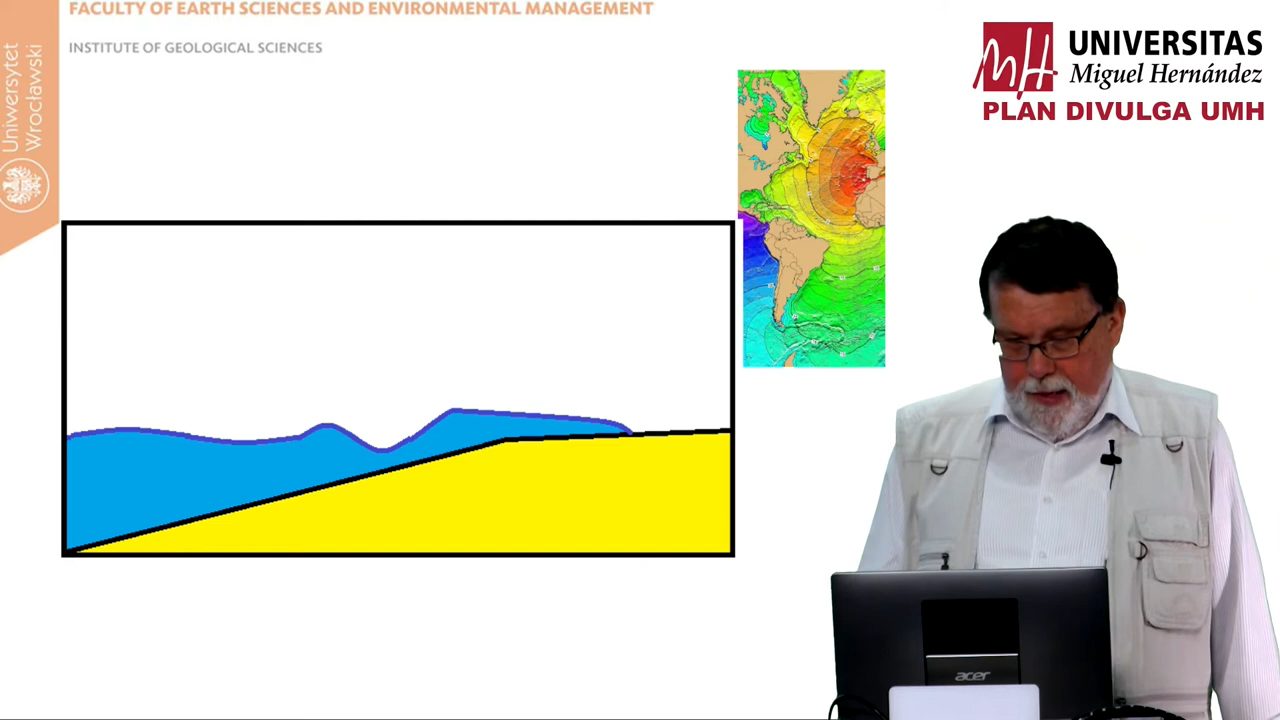 FACULTY OF EARTH SCIENCES AND ENVIRONMENTAL MANAGEMENT
INSTITUTE OF GEOLOGICAL SCIENCES
Uniwersytet
Wrocławski
UNIVERSITAS
Miguel Hernández
PLAN DIVULGA UMH
acer